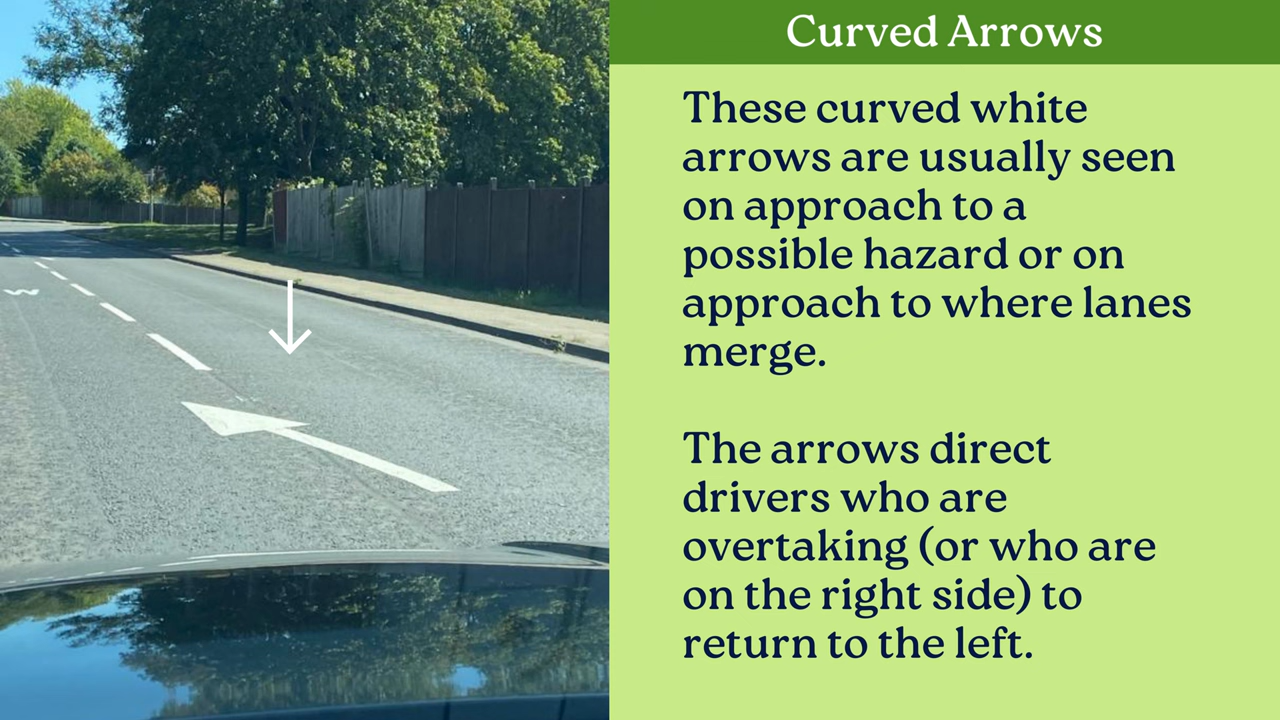 Curved Arrows
These curved white
arrows are usually seen
on approach to a
possible hazard or on
approach to where lanes
merge.
The arrows direct
drivers who are
overtaking (or who are
on the right side) to
return to the left.